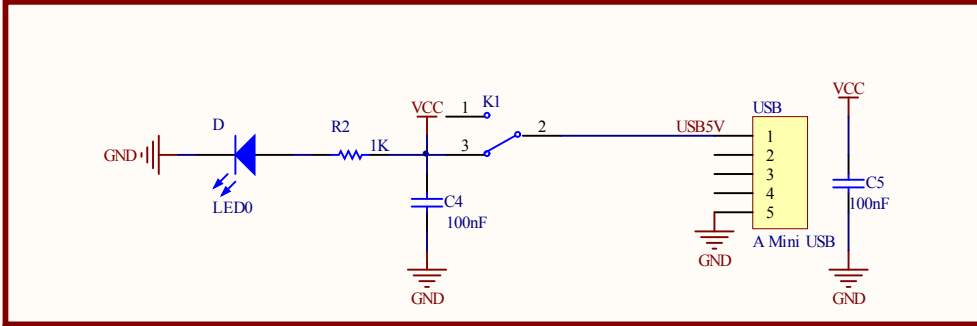 VCC
USB
1
K1
VCC
D
R2
2
USB5V
1
GND
1K
3
2
3
C4
4
C5
LED0
100nF
5
100nF
A Mini USB
GND
GND
GND